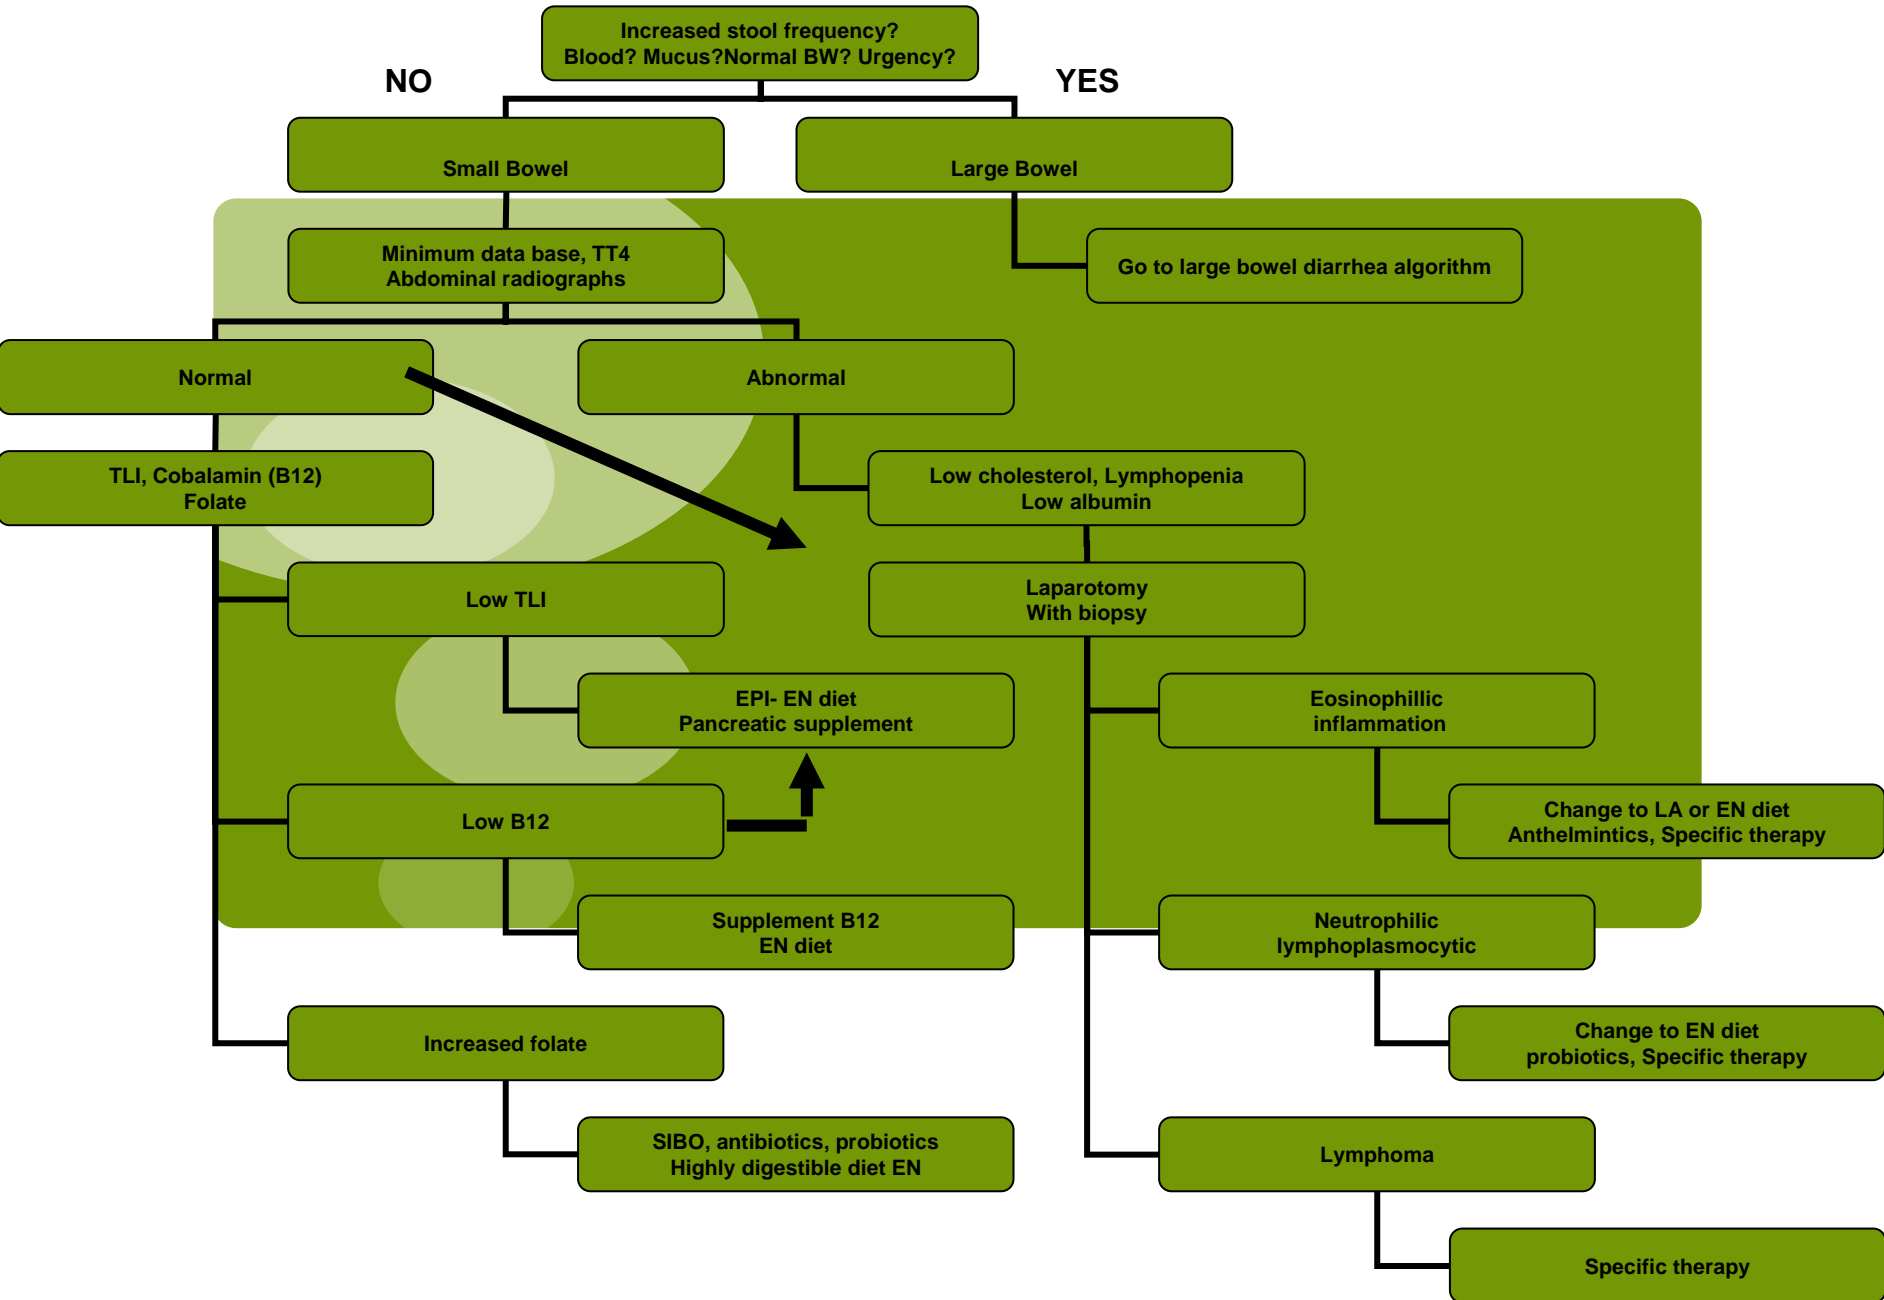 Increased stool frequency?
Blood? Mucus?Normal BW? Urgency?
NO
YES
Small Bowel
Large Bowel
Minimum data base, TT4
Abdominal radiographs
Go to large bowel diarrhea algorithm
Normal
Abnormal
TLI, Cobalamin (B12)
Folate
Low cholesterol, Lymphopenia
Low albumin
Low TLI
Laparotomy
With biopsy
EPI- EN diet
Pancreatic supplement
Eosinophillic
inflammation
Low B12
Change to LA or EN diet
Anthelmintics, Specific therapy
Supplement B12
EN diet
Neutrophilic
lymphoplasmocytic
Increased folate
Change to EN diet
probiotics, Specific therapy
SIBO, antibiotics, probiotics
Highly digestible diet EN
Lymphoma
Specific therapy